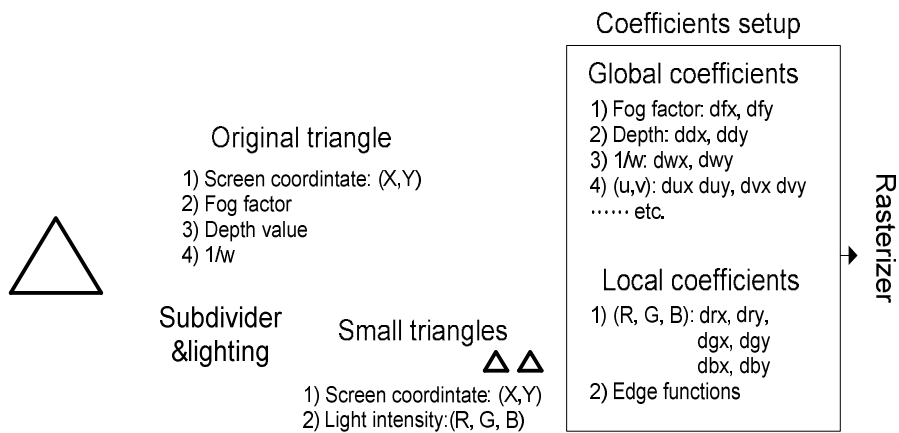 Coefficients setup
Global coefficients
1) Fog factor: dfx, dfy
2) Depth: ddx, ddy
3) 1/w: dwx, dwy
4) (u,v): dux duy, dvx dvy
...... etc.
Original triangle
1) Screen coordintate: (X,Y)
2) Fog factor
3) Depth value
4) 1/w
Subdivider
&lighting
Small triangles
1) Screen coordintate: (X,Y)
2) Light intensity:(R, G, B)
Local coefficients
1) (R, G, B): drx, dry,
dgx, dgy
dbx, dby
2) Edge functions
Rasterizer